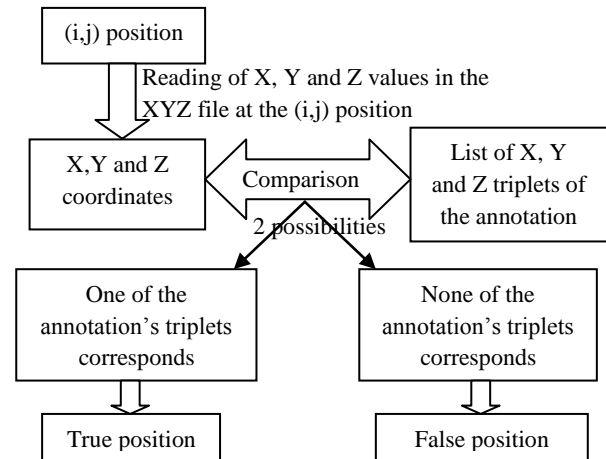 (i,j) position
Reading of X, Y and Z values in the
XYZ file at the (i,j) position
X,Y and Z
coordinates
Comparison
List of X, Y
and Z triplets of
the annotation
2 possibilities
One of the
annotation’s triplets
corresponds
None of the
annotation’s triplets
corresponds
True position
False position